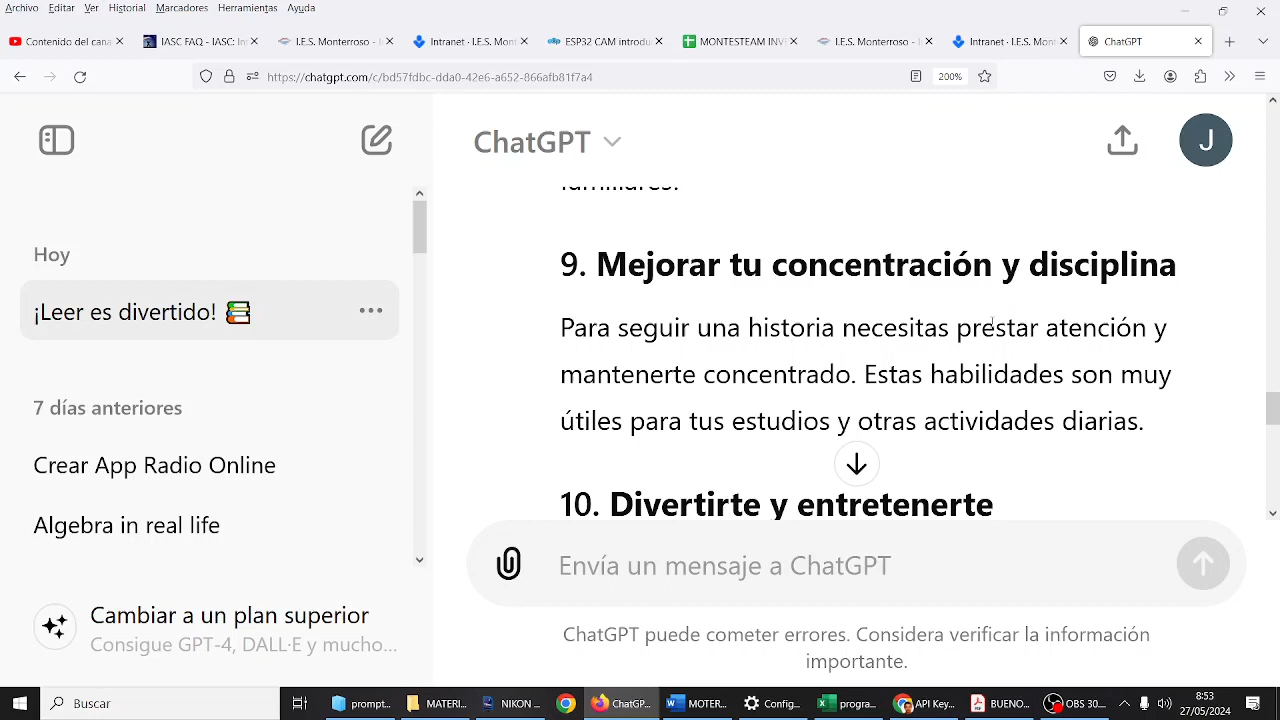 Archivo Editar Ver Historial Marcadores Herramientas Ayuda
Contenido del cana
IASC FAQ - IASC: In
I.E.S. Monterroso - I
Intranet - I.E.S. Mont
ESP32 CAM introdu
MONTESTEAM INV
I.E.S. Monterroso - I
Intranet - I.E.S. Mon
ChatGPT
https://chatgpt.com/c/bd57fdbc-dda0-42e6-a652-866afb81f7a4
200%
ChatGPT
J
Hoy
¡Leer es divertido!
7 días anteriores
Crear App Radio Online
Algebra in real life
Cambiar a un plan superior
Consigue GPT-4, DALL·E y mucho...
familiares.
9. Mejorar tu concentración y disciplina
Para seguir una historia necesitas prestar atención y
mantenerte concentrado. Estas habilidades son muy
útiles para tus estudios y otras actividades diarias.
10. Divertirte y entretenerte
Envía un mensaje a ChatGPT
ChatGPT puede cometer errores. Considera verificar la información
importante.
Buscar
prompt...
MATERI...
NIKON ...
ChatGP...
MOTER...
Config...
progra...
API Key...
BUENO...
OBS 30...
8:53
27/05/2024